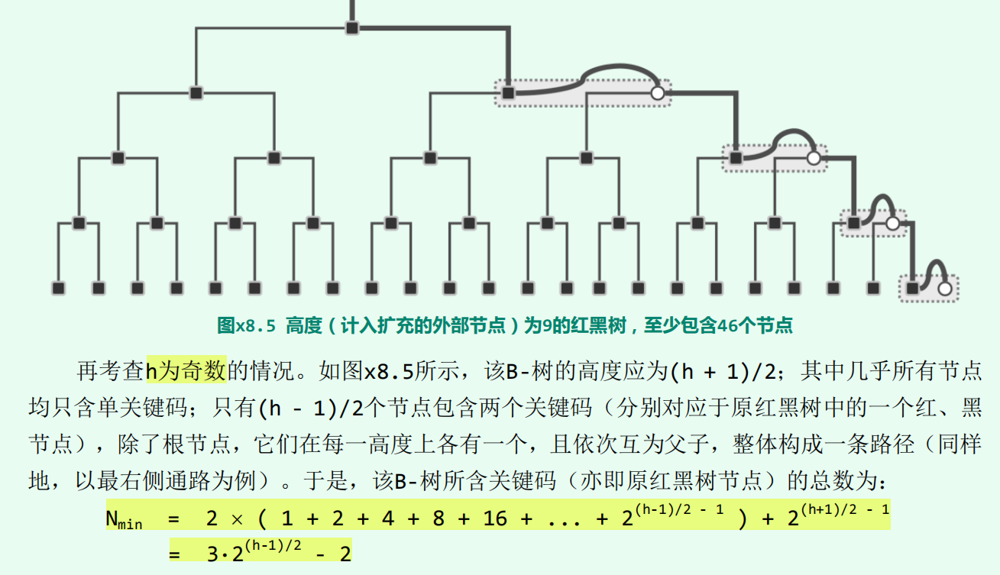 图x8.5 高度（计入扩充的外部节点）为9的红黑树，至少包含46个节点
再考查h为奇数的情况。如图x8.5所示，该B-树的高度应为(h + 1)/2；其中几乎所有节点
均只含单关键码；只有(h - 1)/2个节点包含两个关键码（分别对应于原红黑树中的一个红、黑
节点），除了根节点，它们在每一高度上各有一个，且依次互为父子，整体构成一条路径（同样
地，以最右侧通路为例）。于是，该B-树所含关键码（亦即原红黑树节点）的总数为：
N_min = 2 × ( 1 + 2 + 4 + 8 + 16 + ... + 2^(h-1)/2 - 1 ) + 2^(h+1)/2 - 1
= 3·2^(h-1)/2 - 2